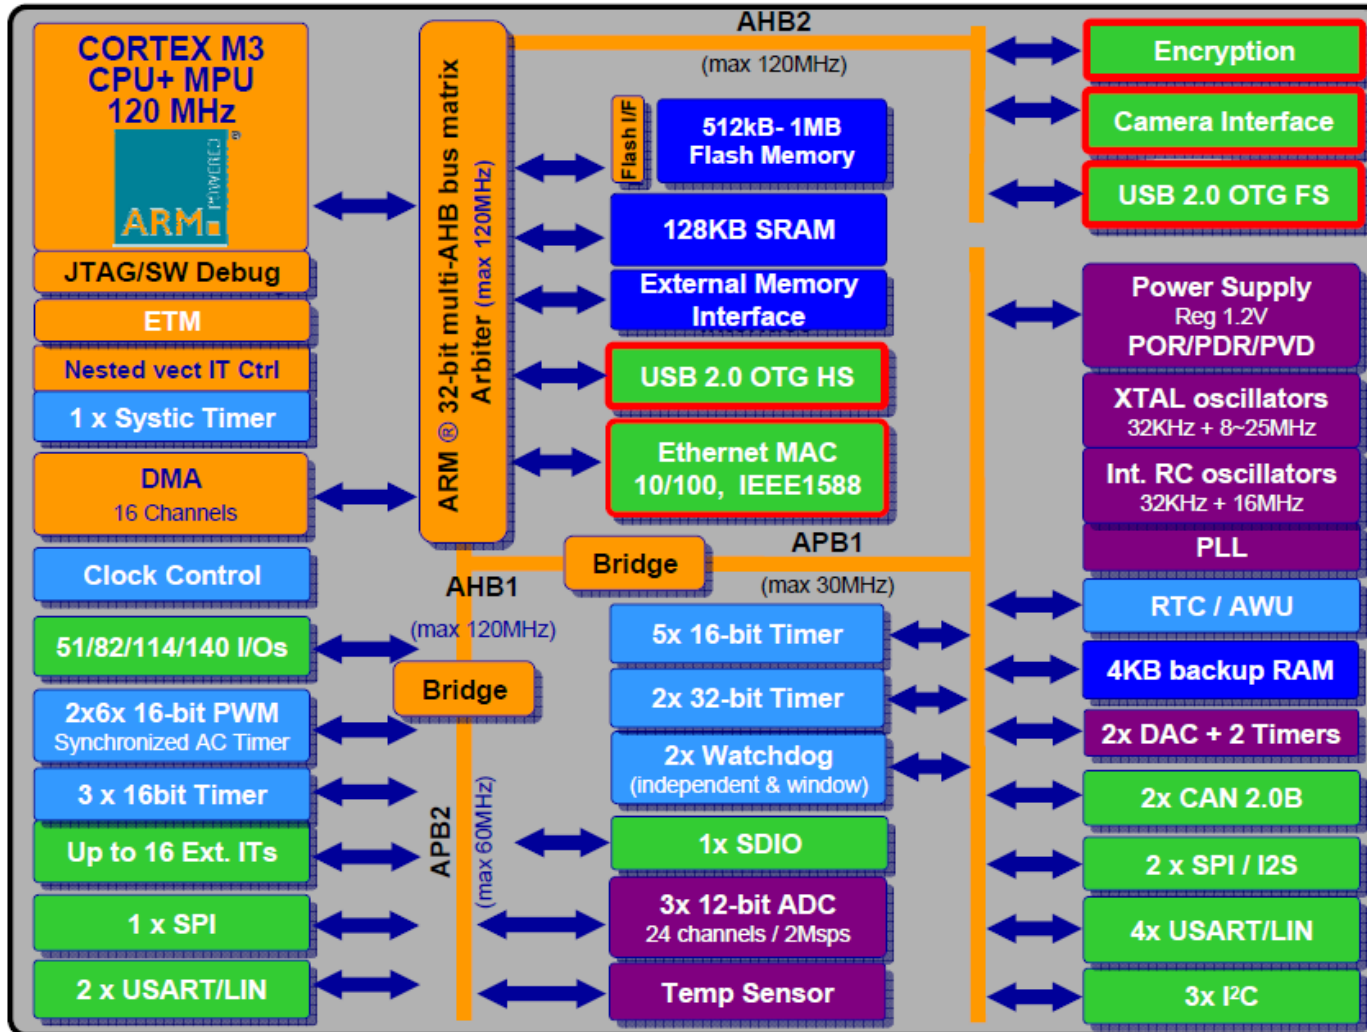 CORTEX M3
CPU+ MPU
120 MHz
ARM POWERED ®
JTAG/SW Debug
ETM
Nested vect IT Ctrl
1 x Systic Timer
DMA
16 Channels
Clock Control
51/82/114/140 I/Os
2x6x 16-bit PWM
Synchronized AC Timer
3 x 16bit Timer
Up to 16 Ext. ITs
1 x SPI
2 x USART/LIN
ARM ® 32-bit multi-AHB bus matrix
Arbiter (max 120MHz)
AHB2
(max 120MHz)
Flash I/F
512kB- 1MB
Flash Memory
128KB SRAM
External Memory
Interface
USB 2.0 OTG HS
Ethernet MAC
10/100, IEEE1588
Bridge
APB1
(max 30MHz)
AHB1
(max 120MHz)
Bridge
APB2
(max 60MHz)
5x 16-bit Timer
2x 32-bit Timer
2x Watchdog
(independent & window)
1x SDIO
3x 12-bit ADC
24 channels / 2Msps
Temp Sensor
Encryption
Camera Interface
USB 2.0 OTG FS
Power Supply
Reg 1.2V
POR/PDR/PVD
XTAL oscillators
32KHz + 8~25MHz
Int. RC oscillators
32KHz + 16MHz
PLL
RTC / AWU
4KB backup RAM
2x DAC + 2 Timers
2x CAN 2.0B
2 x SPI / I2S
4x USART/LIN
3x I²C